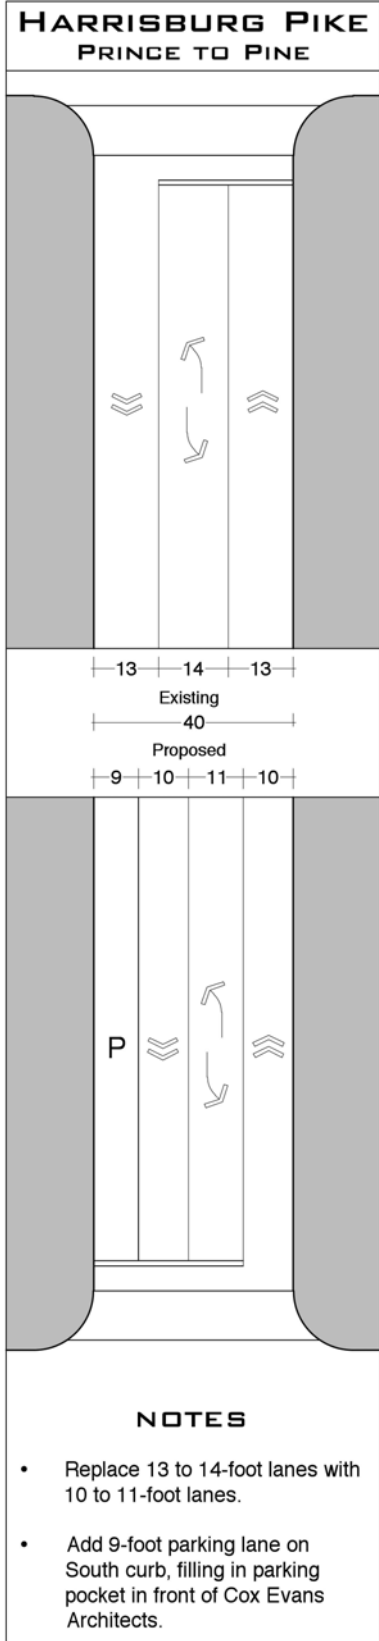 HARRISBURG PIKE
PRINCE TO PINE
13 14 13
Existing
40
Proposed
9 10 11 10
P
NOTES
• Replace 13 to 14-foot lanes with
10 to 11-foot lanes.
• Add 9-foot parking lane on
South curb, filling in parking
pocket in front of Cox Evans
Architects.